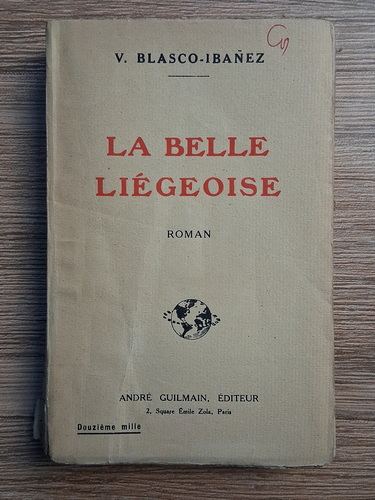 V. BLASCO-IBAÑEZ
LA BELLE
LIÉGEOISE
ROMAN
ANDRÉ GUILMAIN, ÉDITEUR
2, Square Émile Zola, Paris
Douzième mille